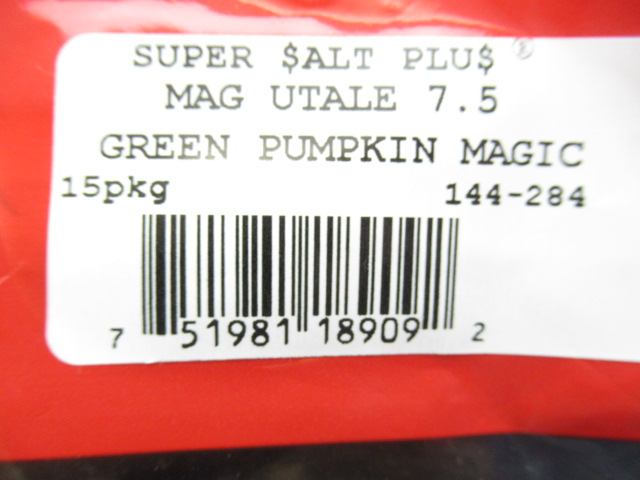 SUPER $ALT PLU$ ®
MAG UTALE 7.5
GREEN PUMPKIN MAGIC
15pkg 144-284
7 51981 18909 2